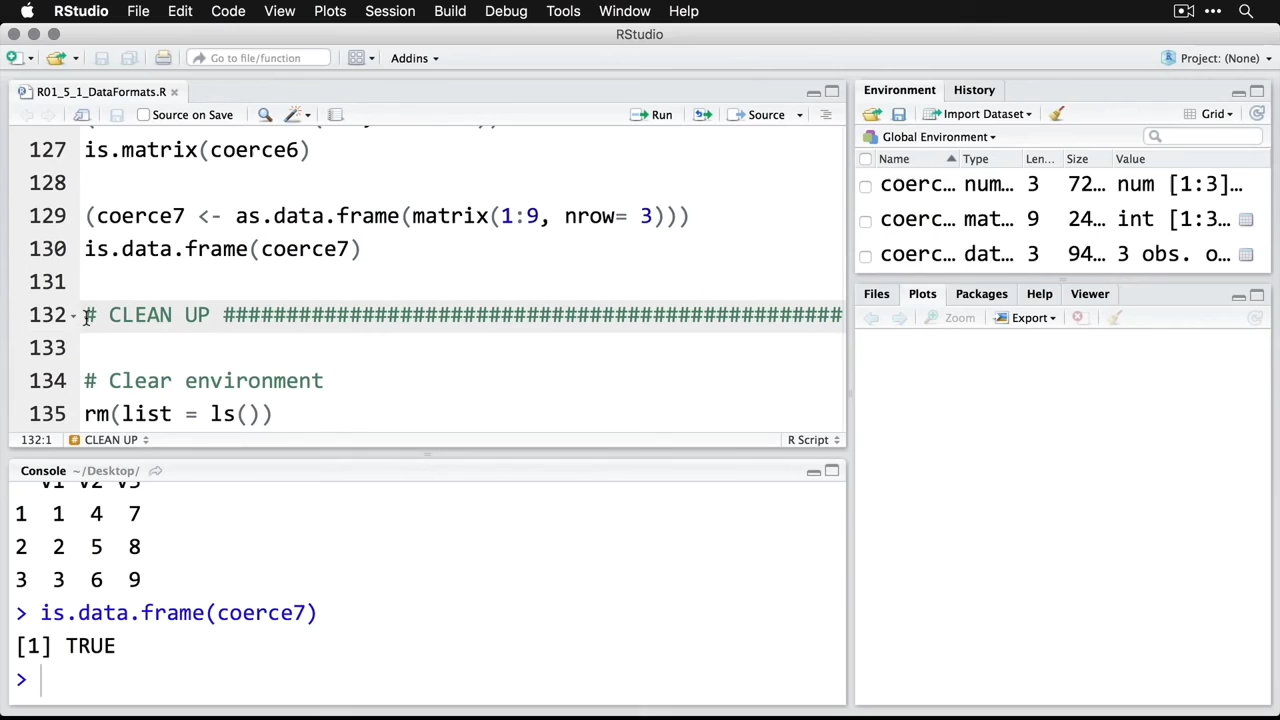 RStudio File Edit Code View Plots Session Build Debug Tools Window Help
RStudio
Go to file/function Addins Project: (None)
R01_5_1_DataFormats.R
Source on Save Run Source
127 is.matrix(coerce6)
128
129 (coerce7 <- as.data.frame(matrix(1:9, nrow= 3)))
130 is.data.frame(coerce7)
131
132 # CLEAN UP ##################################################
133
134 # Clear environment
135 rm(list = ls())
132:1 CLEAN UP R Script
Console ~/Desktop/
V1 V2 V3
1 1 4 7
2 2 5 8
3 3 6 9
> is.data.frame(coerce7)
[1] TRUE
>
Environment History
Import Dataset Grid
Global Environment
Name Type Len... Size Value
coerc... num... 3 72... num [1:3]...
coerc... mat... 9 24... int [1:3...
coerc... dat... 3 94... 3 obs. o...
Files Plots Packages Help Viewer
Zoom Export